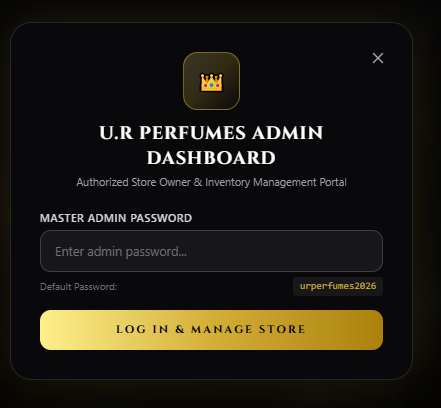 U.R PERFUMES ADMIN
DASHBOARD
Authorized Store Owner & Inventory Management Portal
MASTER ADMIN PASSWORD
Enter admin password...
Default Password: urperfumes2026
LOG IN & MANAGE STORE